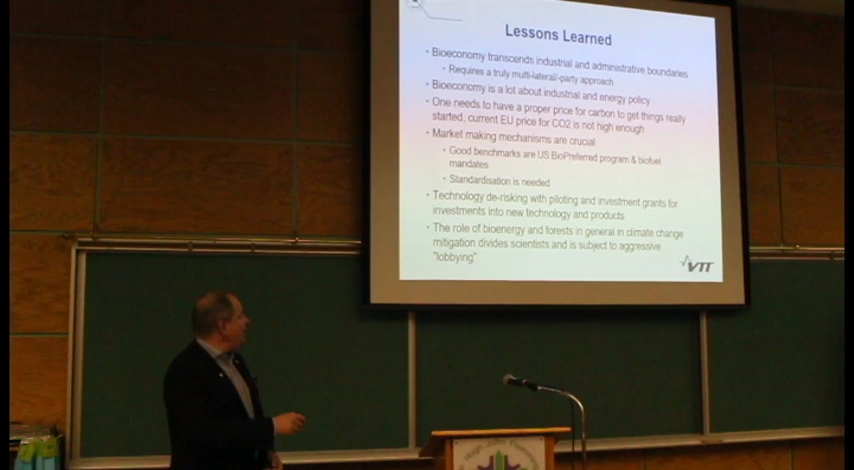 Lessons Learned
• Bioeconomy transcends industrial and administrative boundaries
• Requires a truly multi-lateral/-party approach
• Bioeconomy is a lot about industrial and energy policy
• One needs to have a proper price for carbon to get things really
started, current EU price for CO2 is not high enough
• Market making mechanisms are crucial
• Good benchmarks are US BioPreferred program & biofuel
mandates
• Standardisation is needed
• Technology de-risking with piloting and investment grants for
investments into new technology and products
• The role of bioenergy and forests in general in climate change
mitigation divides scientists and is subject to aggressive
"lobbying"
VTT
Hugh John Flemming